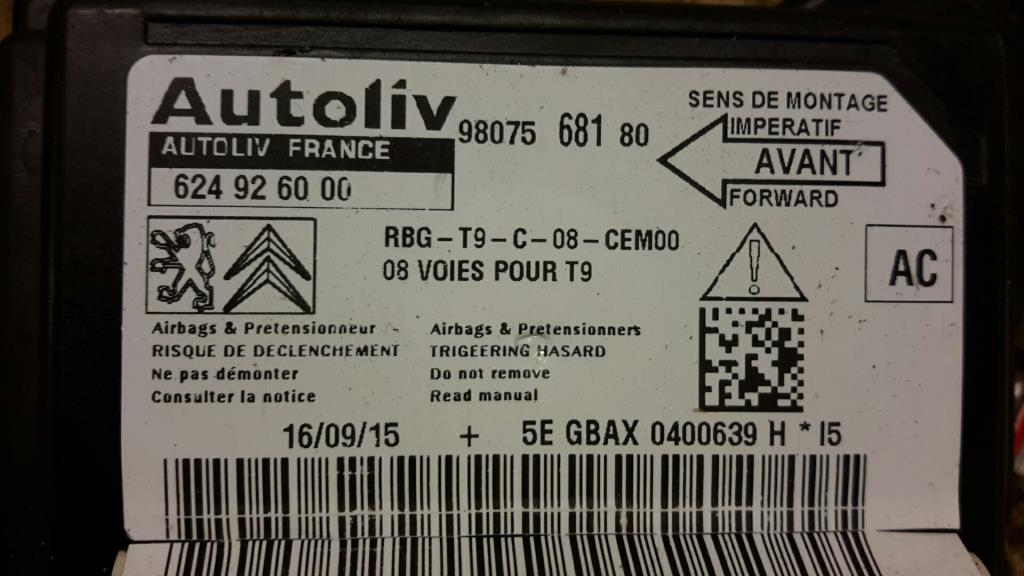 Autoliv
AUTOLIV FRANCE
624 92 60 00
98075 681 80
SENS DE MONTAGE
IMPERATIF
AVANT
FORWARD
RBG-T9-C-08-CEM00
08 VOIES POUR T9
AC
Airbags & Pretensionneur -
RISQUE DE DECLENCHEMENT
Ne pas démonter
Consulter la notice
Airbags & Pretensionners
TRIGEERING HASARD
Do not remove
Read manual
!
16/09/15 + 5E GBAX 0400639 H * I5